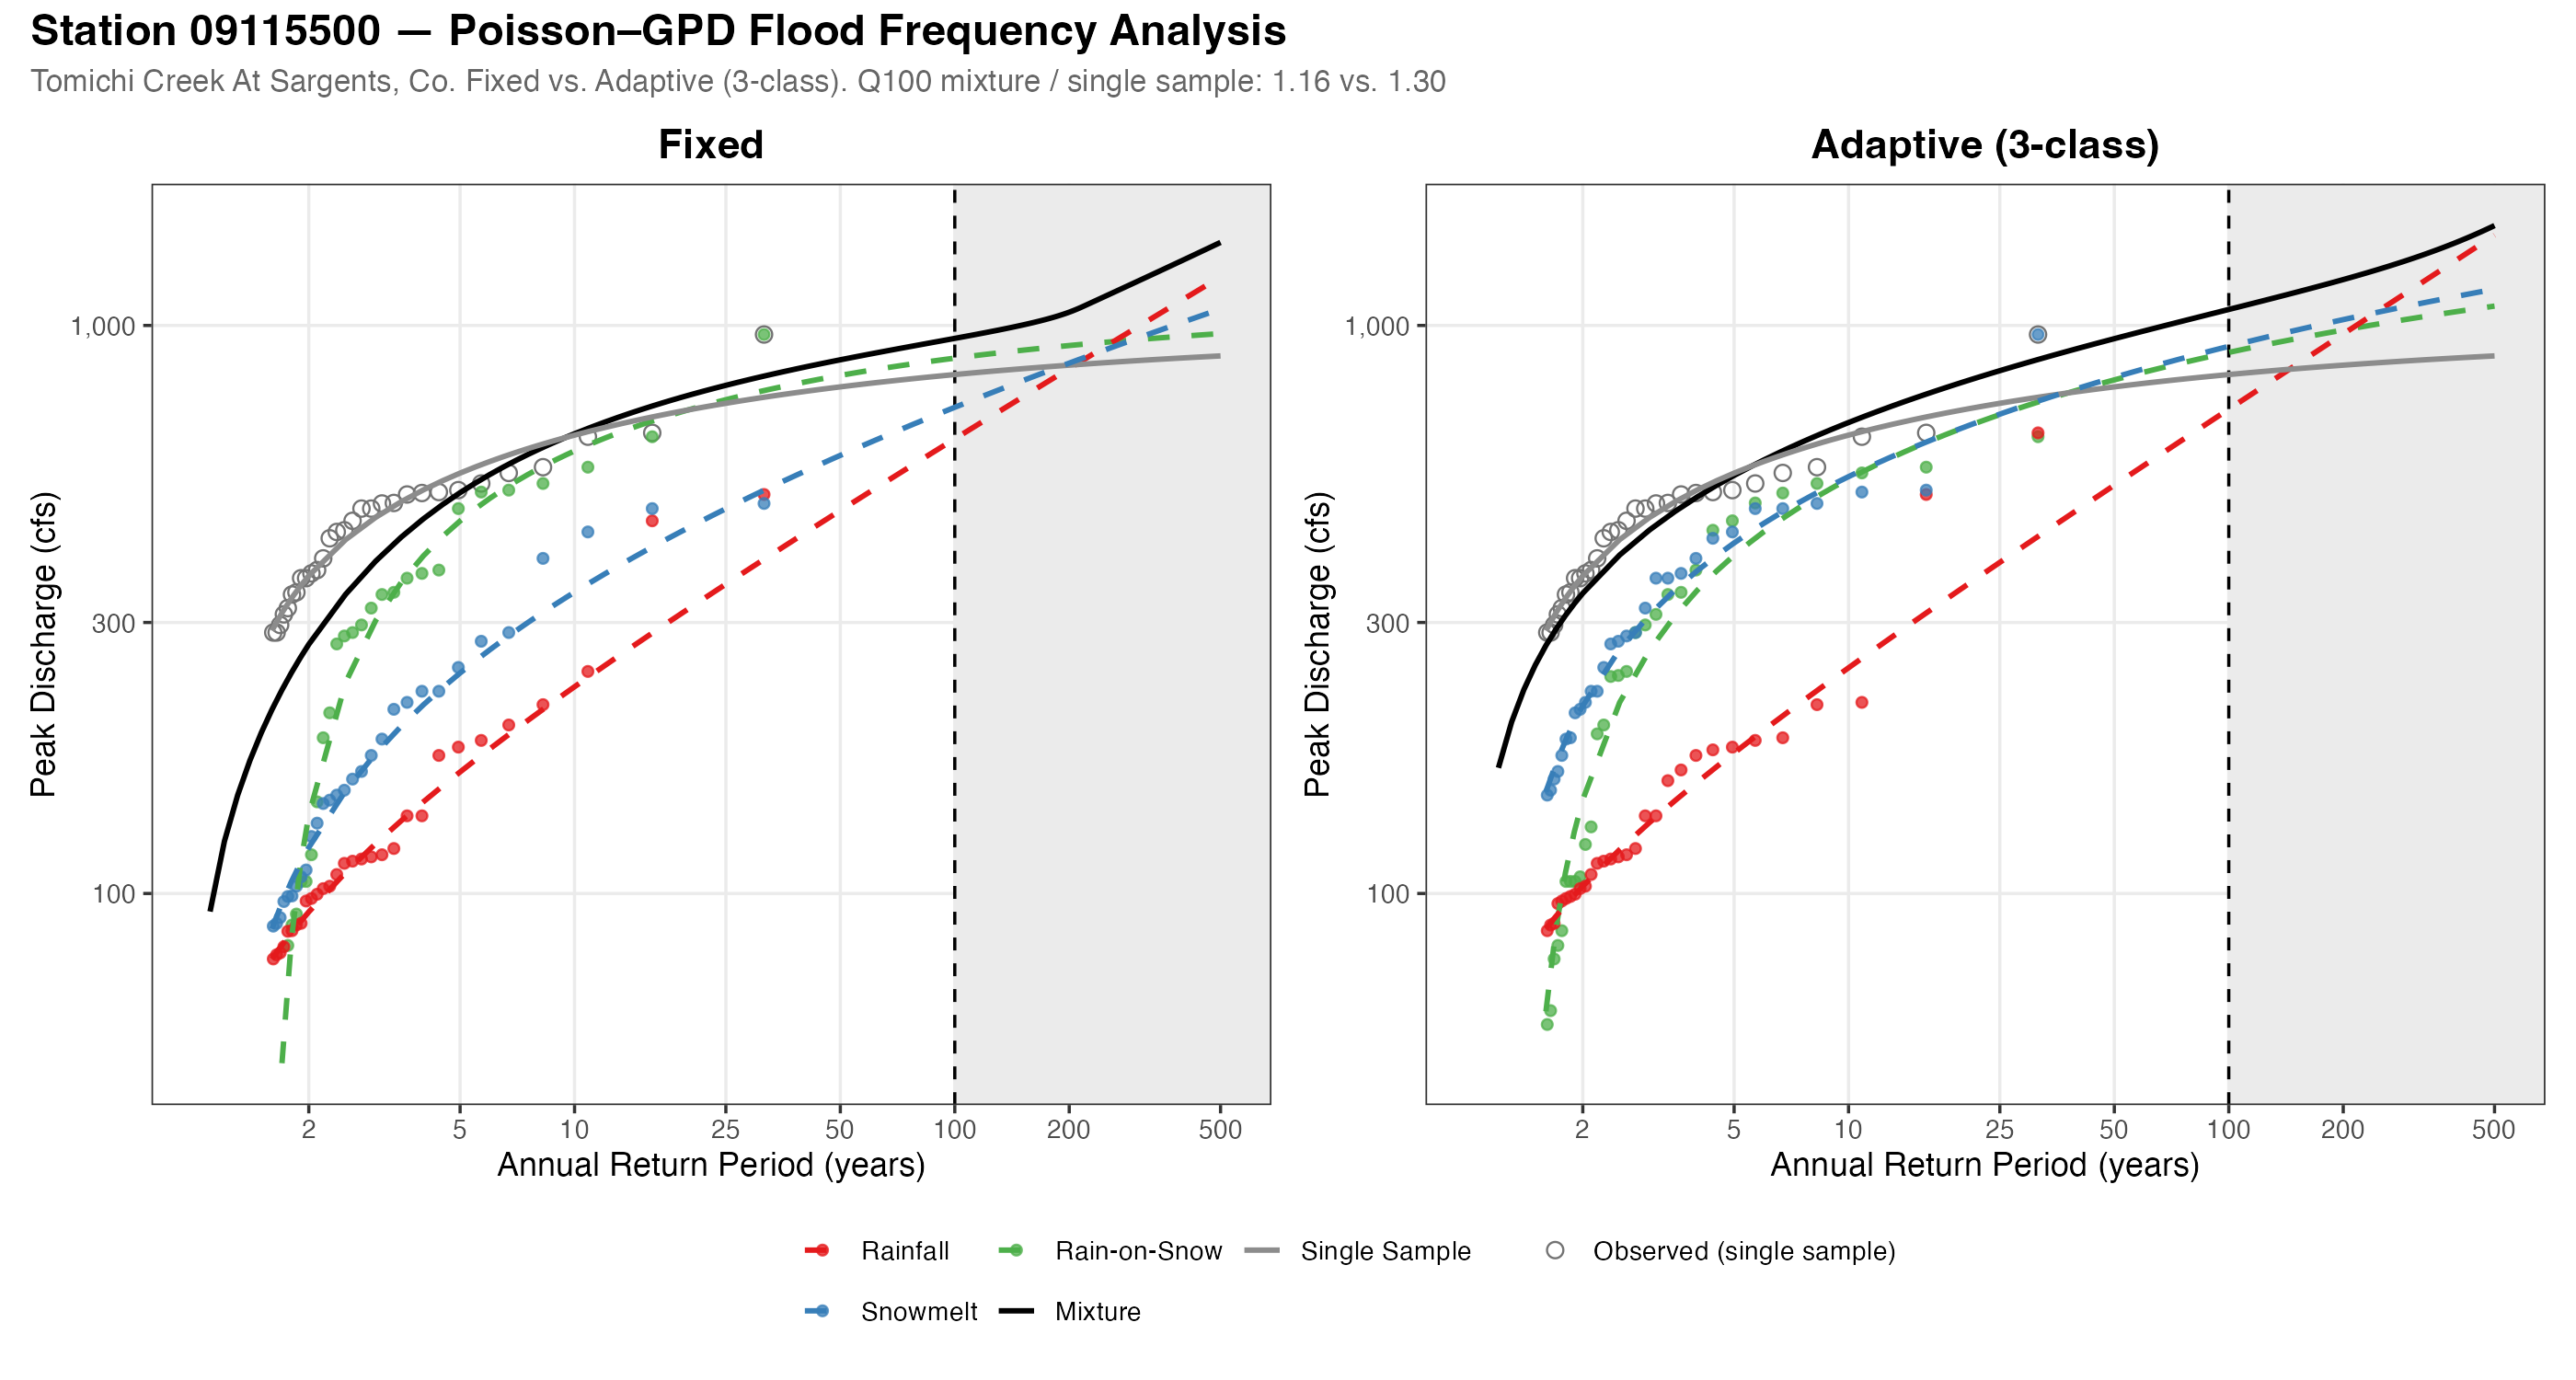 Station 09115500 — Poisson–GPD Flood Frequency Analysis
Tomichi Creek At Sargents, Co. Fixed vs. Adaptive (3-class). Q100 mixture / single sample: 1.16 vs. 1.30
Fixed
Peak Discharge (cfs)
1,000
300
100
2 5 10 25 50 100 200 500
Annual Return Period (years)
Adaptive (3-class)
Peak Discharge (cfs)
1,000
300
100
2 5 10 25 50 100 200 500
Annual Return Period (years)
Rainfall Rain-on-Snow Single Sample Observed (single sample)
Snowmelt Mixture